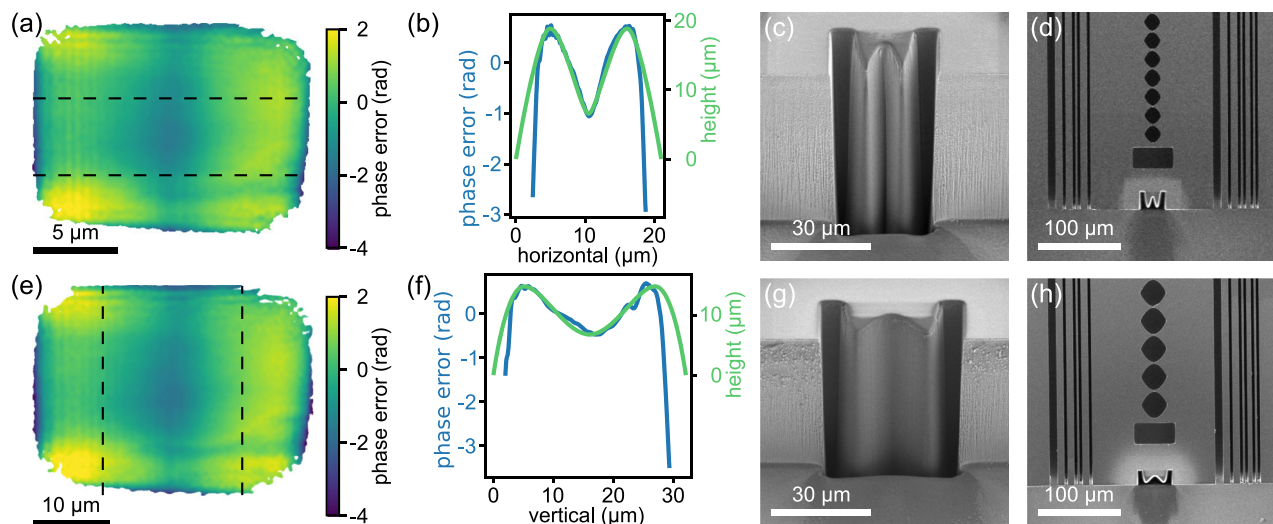 (a)
2
0
-2
-4
phase error (rad)
5 µm
(b)
0
-1
-2
-3
phase error (rad)
20
10
0
height (µm)
0
10
20
horizontal (µm)
(c)
30 µm
(d)
100 µm
(e)
2
0
-2
-4
phase error (rad)
10 µm
(f)
0
-1
-2
-3
phase error (rad)
10
0
height (µm)
0
10
20
30
vertical (µm)
(g)
30 µm
(h)
100 µm